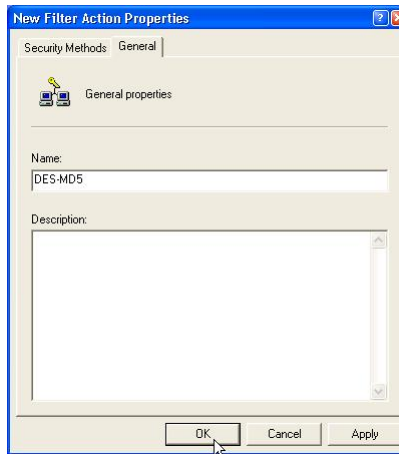 New Filter Action Properties
Security Methods General
General properties
Name:
DES-MD5
Description:
OK Cancel Apply